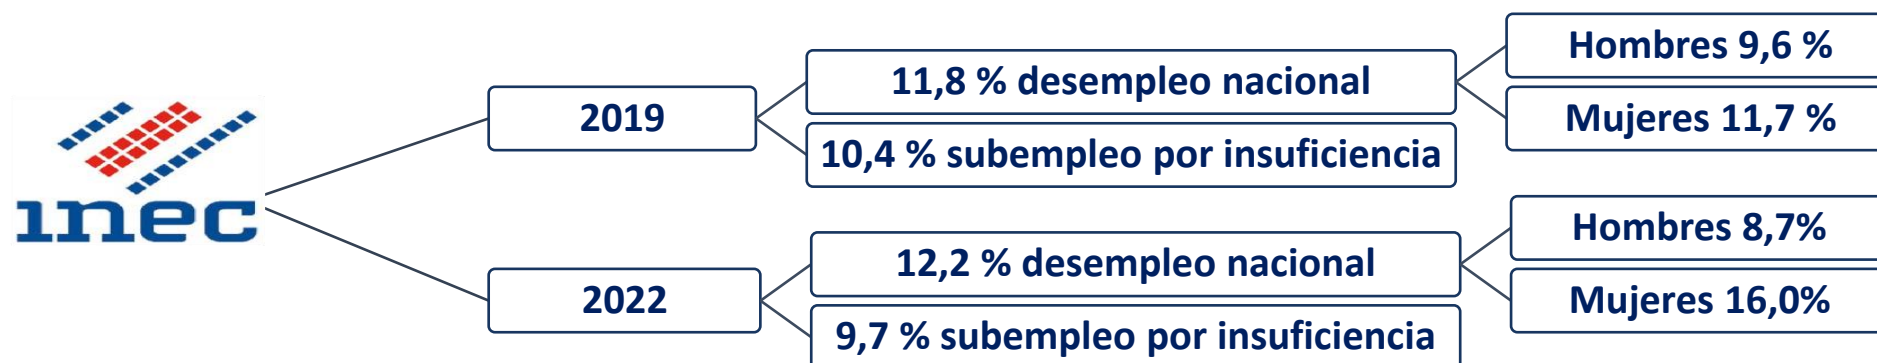 inec
2019
11,8 % desempleo nacional
Hombres 9,6 %
Mujeres 11,7 %
10,4 % subempleo por insuficiencia
2022
12,2 % desempleo nacional
Hombres 8,7%
Mujeres 16,0%
9,7 % subempleo por insuficiencia